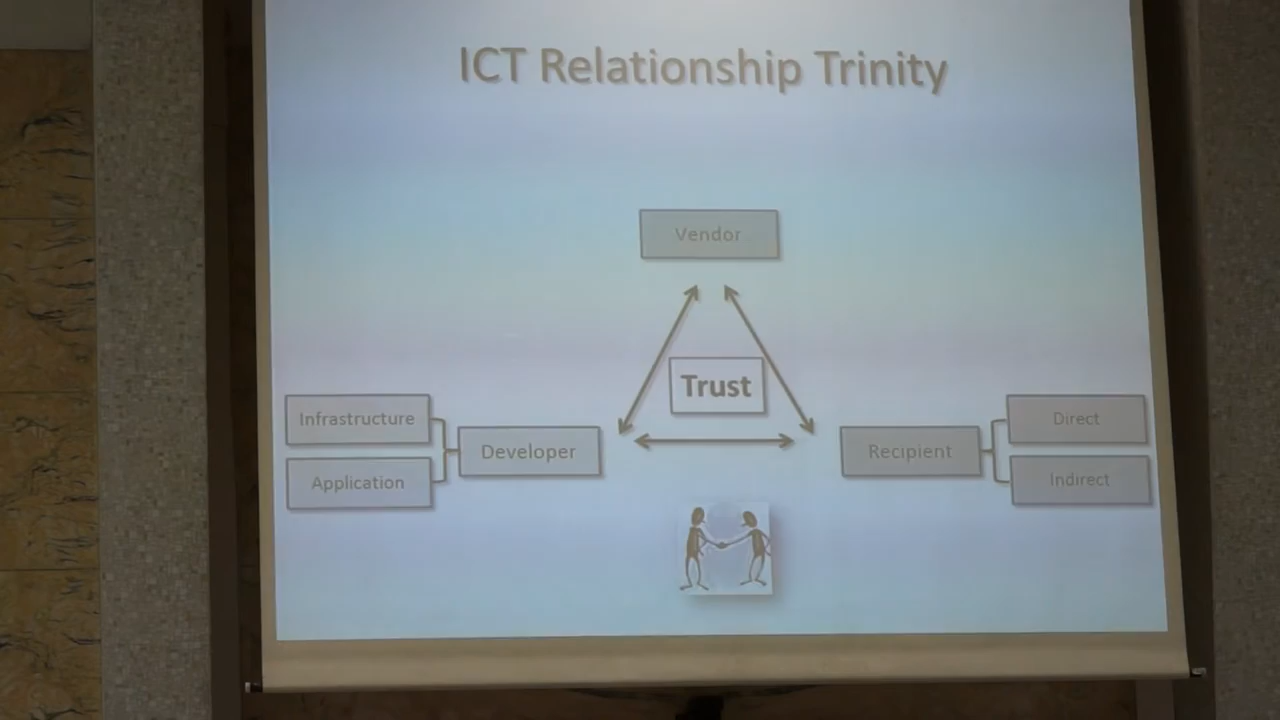 ICT Relationship Trinity
Vendor
Trust
Infrastructure
Application
Developer
Recipient
Direct
Indirect